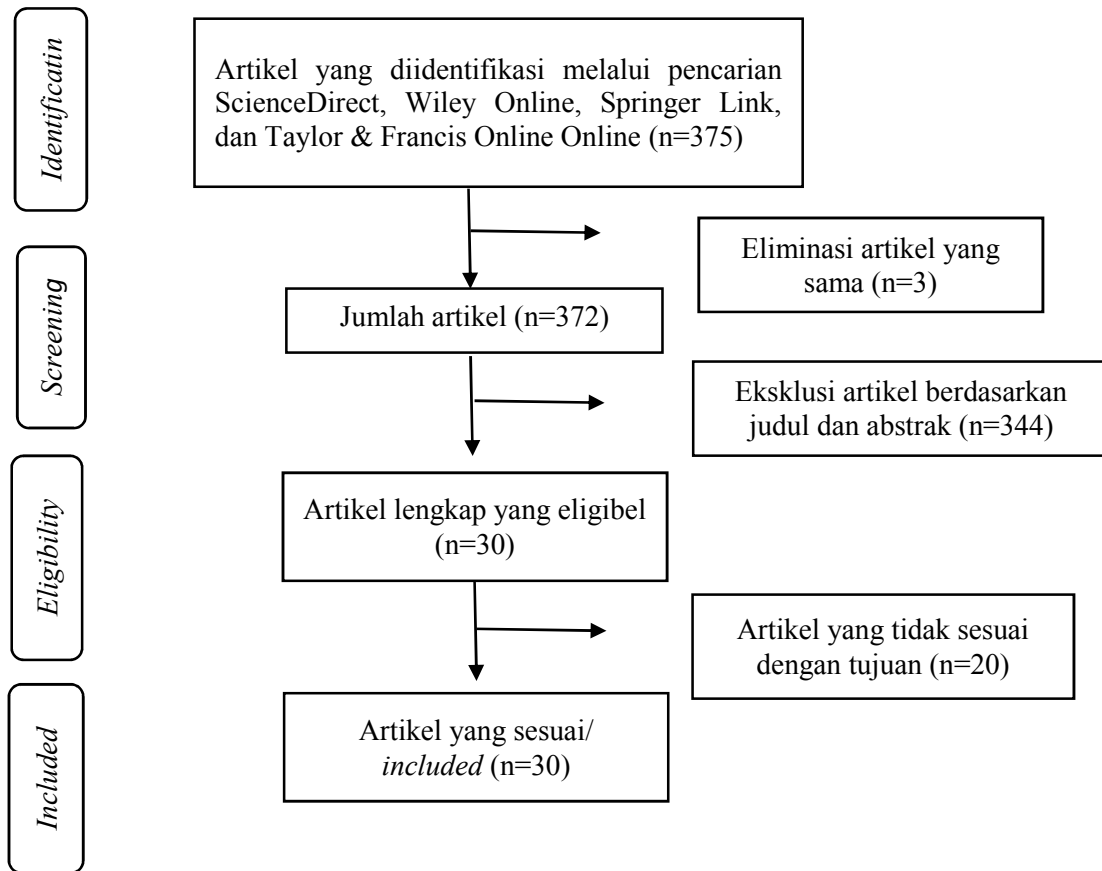 Identificatin
Artikel yang diidentifikasi melalui pencarian
ScienceDirect, Wiley Online, Springer Link,
dan Taylor & Francis Online Online (n=375)
Screening
Eliminasi artikel yang
sama (n=3)
Jumlah artikel (n=372)
Eksklusi artikel berdasarkan
judul dan abstrak (n=344)
Eligibility
Artikel lengkap yang eligibel
(n=30)
Artikel yang tidak sesuai
dengan tujuan (n=20)
Included
Artikel yang sesuai/
included (n=30)